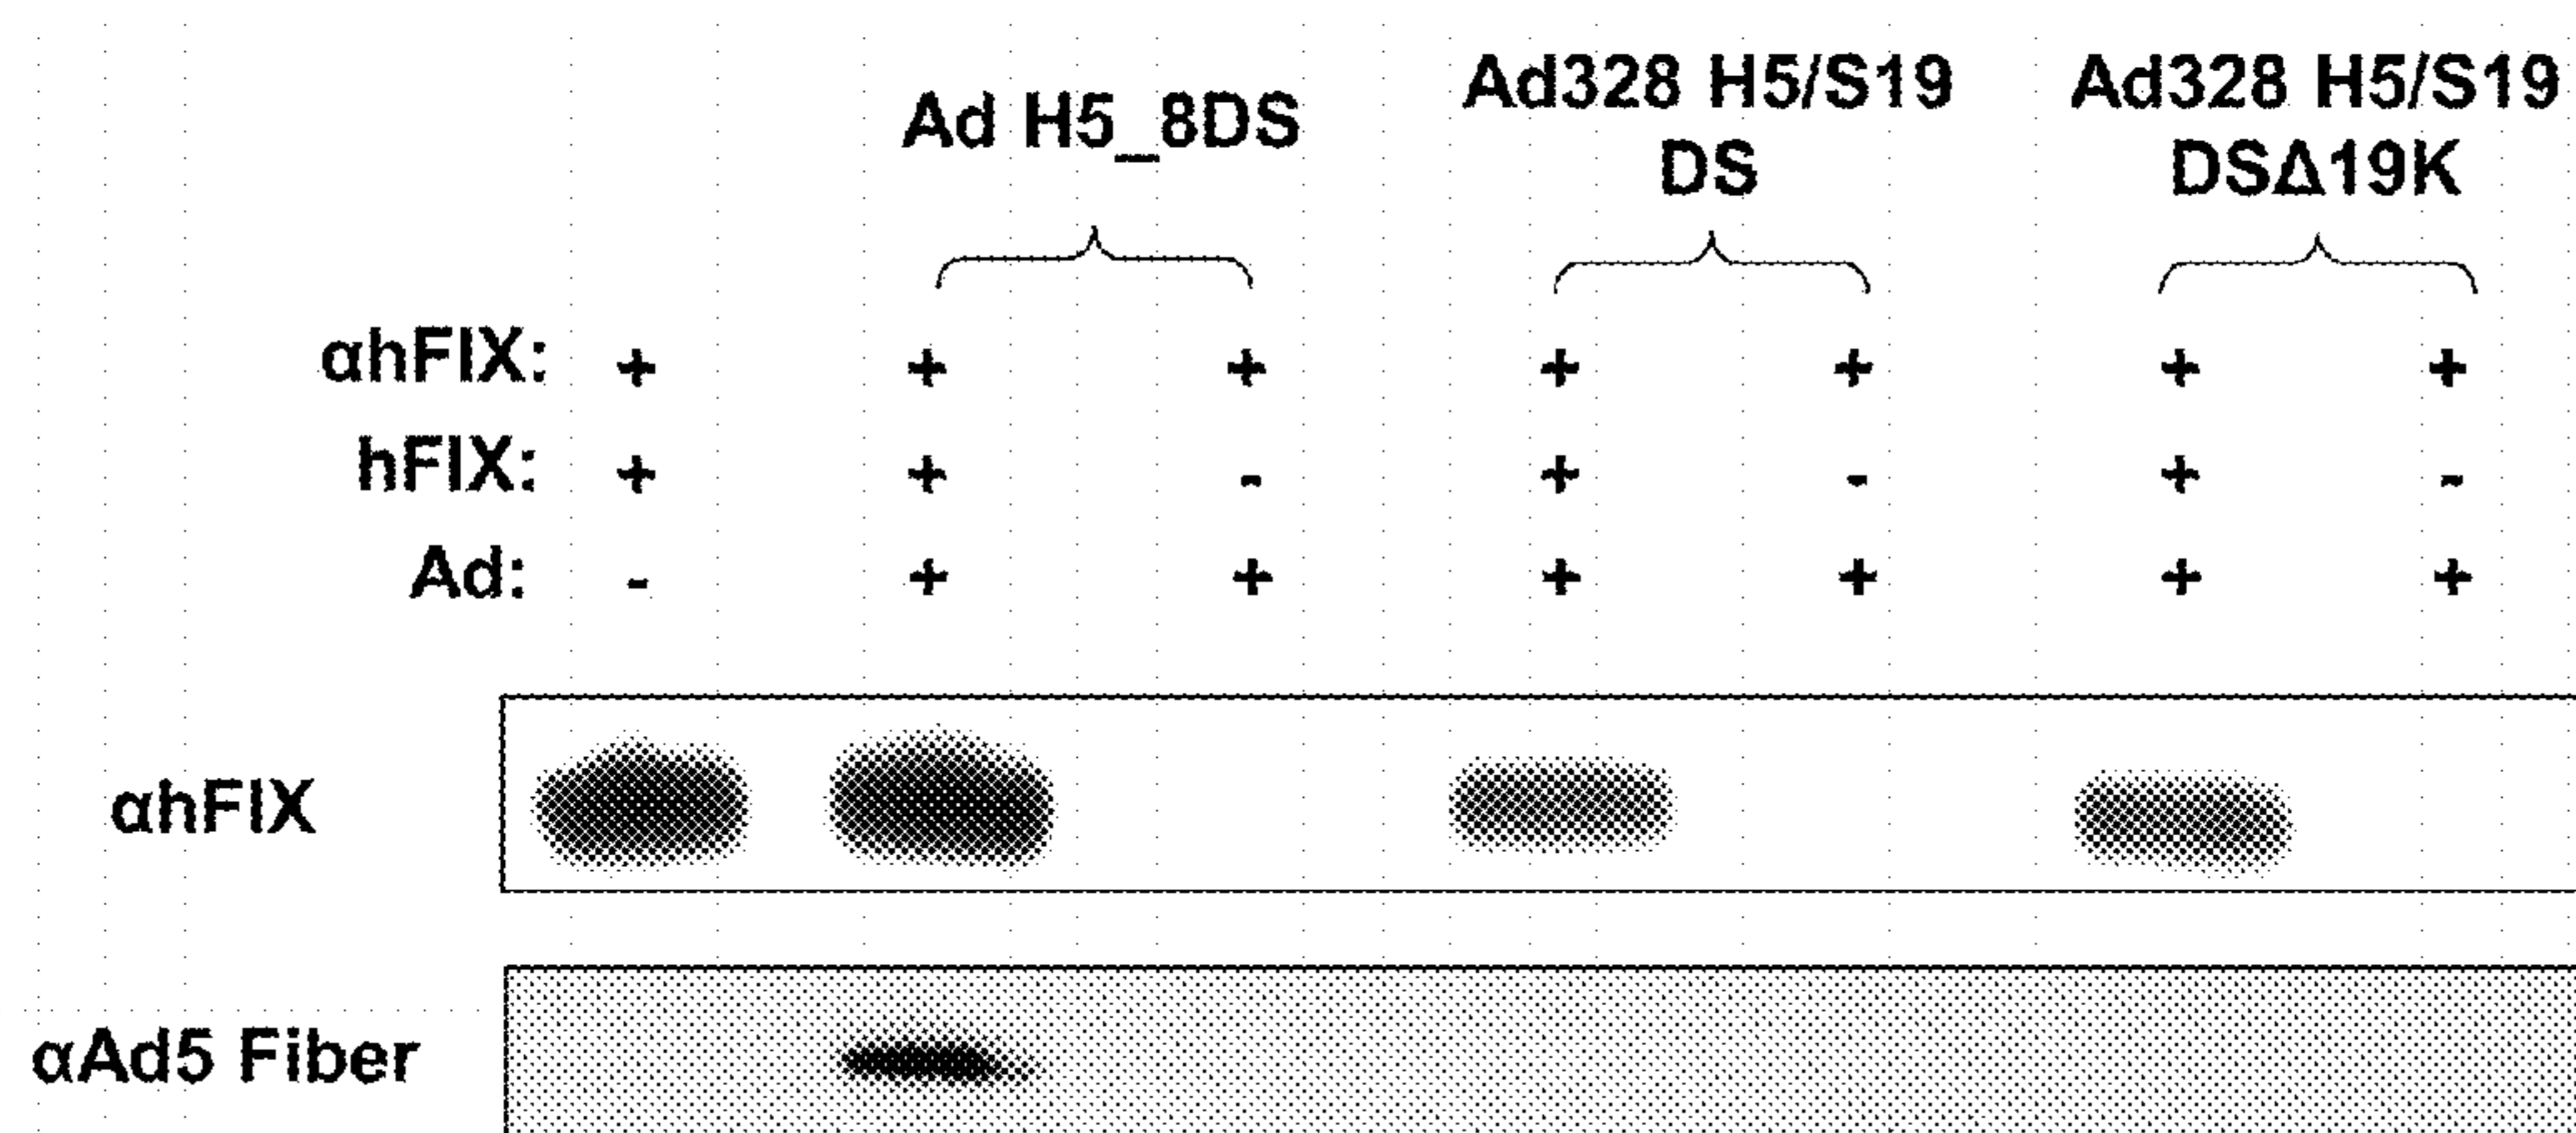 Ad H5_8DS
Ad328 H5/S19
DS
Ad328 H5/S19
DSΔ19K
αhFIX: + + + + + + +
hFIX: + + - + - + -
Ad: - + + + + + +
αhFIX
αAd5 Fiber